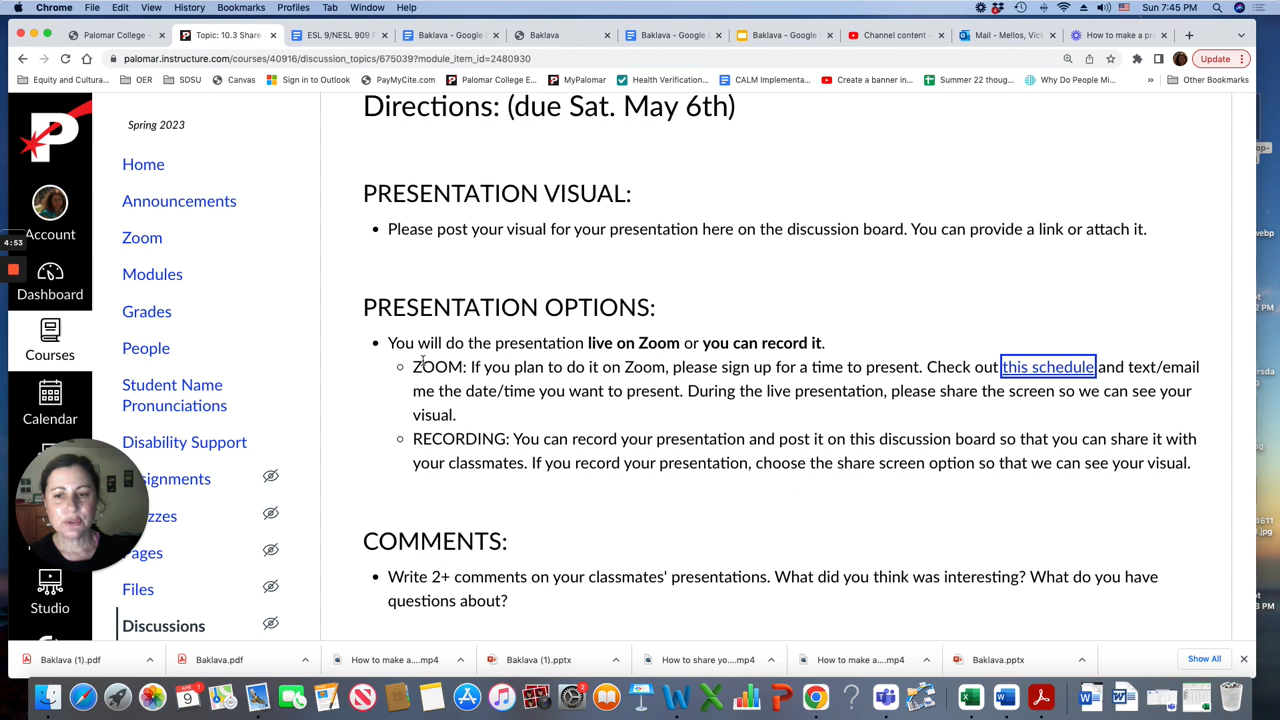 Chrome File Edit View History Bookmarks Profiles Tab Window Help Sun 7:45 PM
Palomar College - Topic: 10.3 Share ESL 9/NESL 909 P Baklava - Google Baklava Baklava - Google Baklava - Google Channel content - Mail - Mellos, Vick How to make a pr
palomar.instructure.com/courses/40916/discussion_topics/675039?module_item_id=2480930 Update
Equity and Cultura... OER SDSU Canvas Sign in to Outlook PayMyCite.com Palomar College E... MyPalomar Health Verification... CALM Implementa... Create a banner in... Summer 22 thoug... Why Do People Mi... » Other Bookmarks
Spring 2023
Home
Announcements
Zoom
Modules
Grades
People
Student Name
Pronunciations
Disability Support
signments
zzes
ages
Files
Discussions
Account
4:53
Dashboard
Courses
Calendar
Studio
Directions: (due Sat. May 6th)
PRESENTATION VISUAL:
• Please post your visual for your presentation here on the discussion board. You can provide a link or attach it.
PRESENTATION OPTIONS:
• You will do the presentation live on Zoom or you can record it.
ZOOM: If you plan to do it on Zoom, please sign up for a time to present. Check out this schedule and text/email
me the date/time you want to present. During the live presentation, please share the screen so we can see your
visual.
RECORDING: You can record your presentation and post it on this discussion board so that you can share it with
your classmates. If you record your presentation, choose the share screen option so that we can see your visual.
COMMENTS:
• Write 2+ comments on your classmates' presentations. What did you think was interesting? What do you have
questions about?
Baklava (1).pdf Baklava.pdf How to make a....mp4 Baklava (1).pptx How to share yo....mp4 How to make a....mp4 Baklava.pptx Show All
APR 9